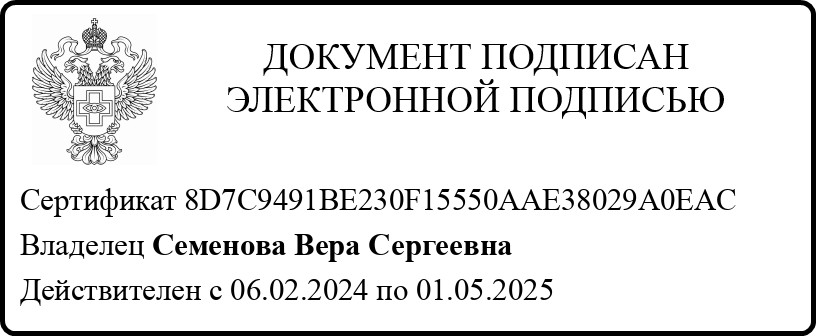 ДОКУМЕНТ ПОДПИСАН
ЭЛЕКТРОННОЙ ПОДПИСЬЮ
Сертификат 8D7C9491BE230F15550AAE38029A0EAC
Владелец Семенова Вера Сергеевна
Действителен с 06.02.2024 по 01.05.2025